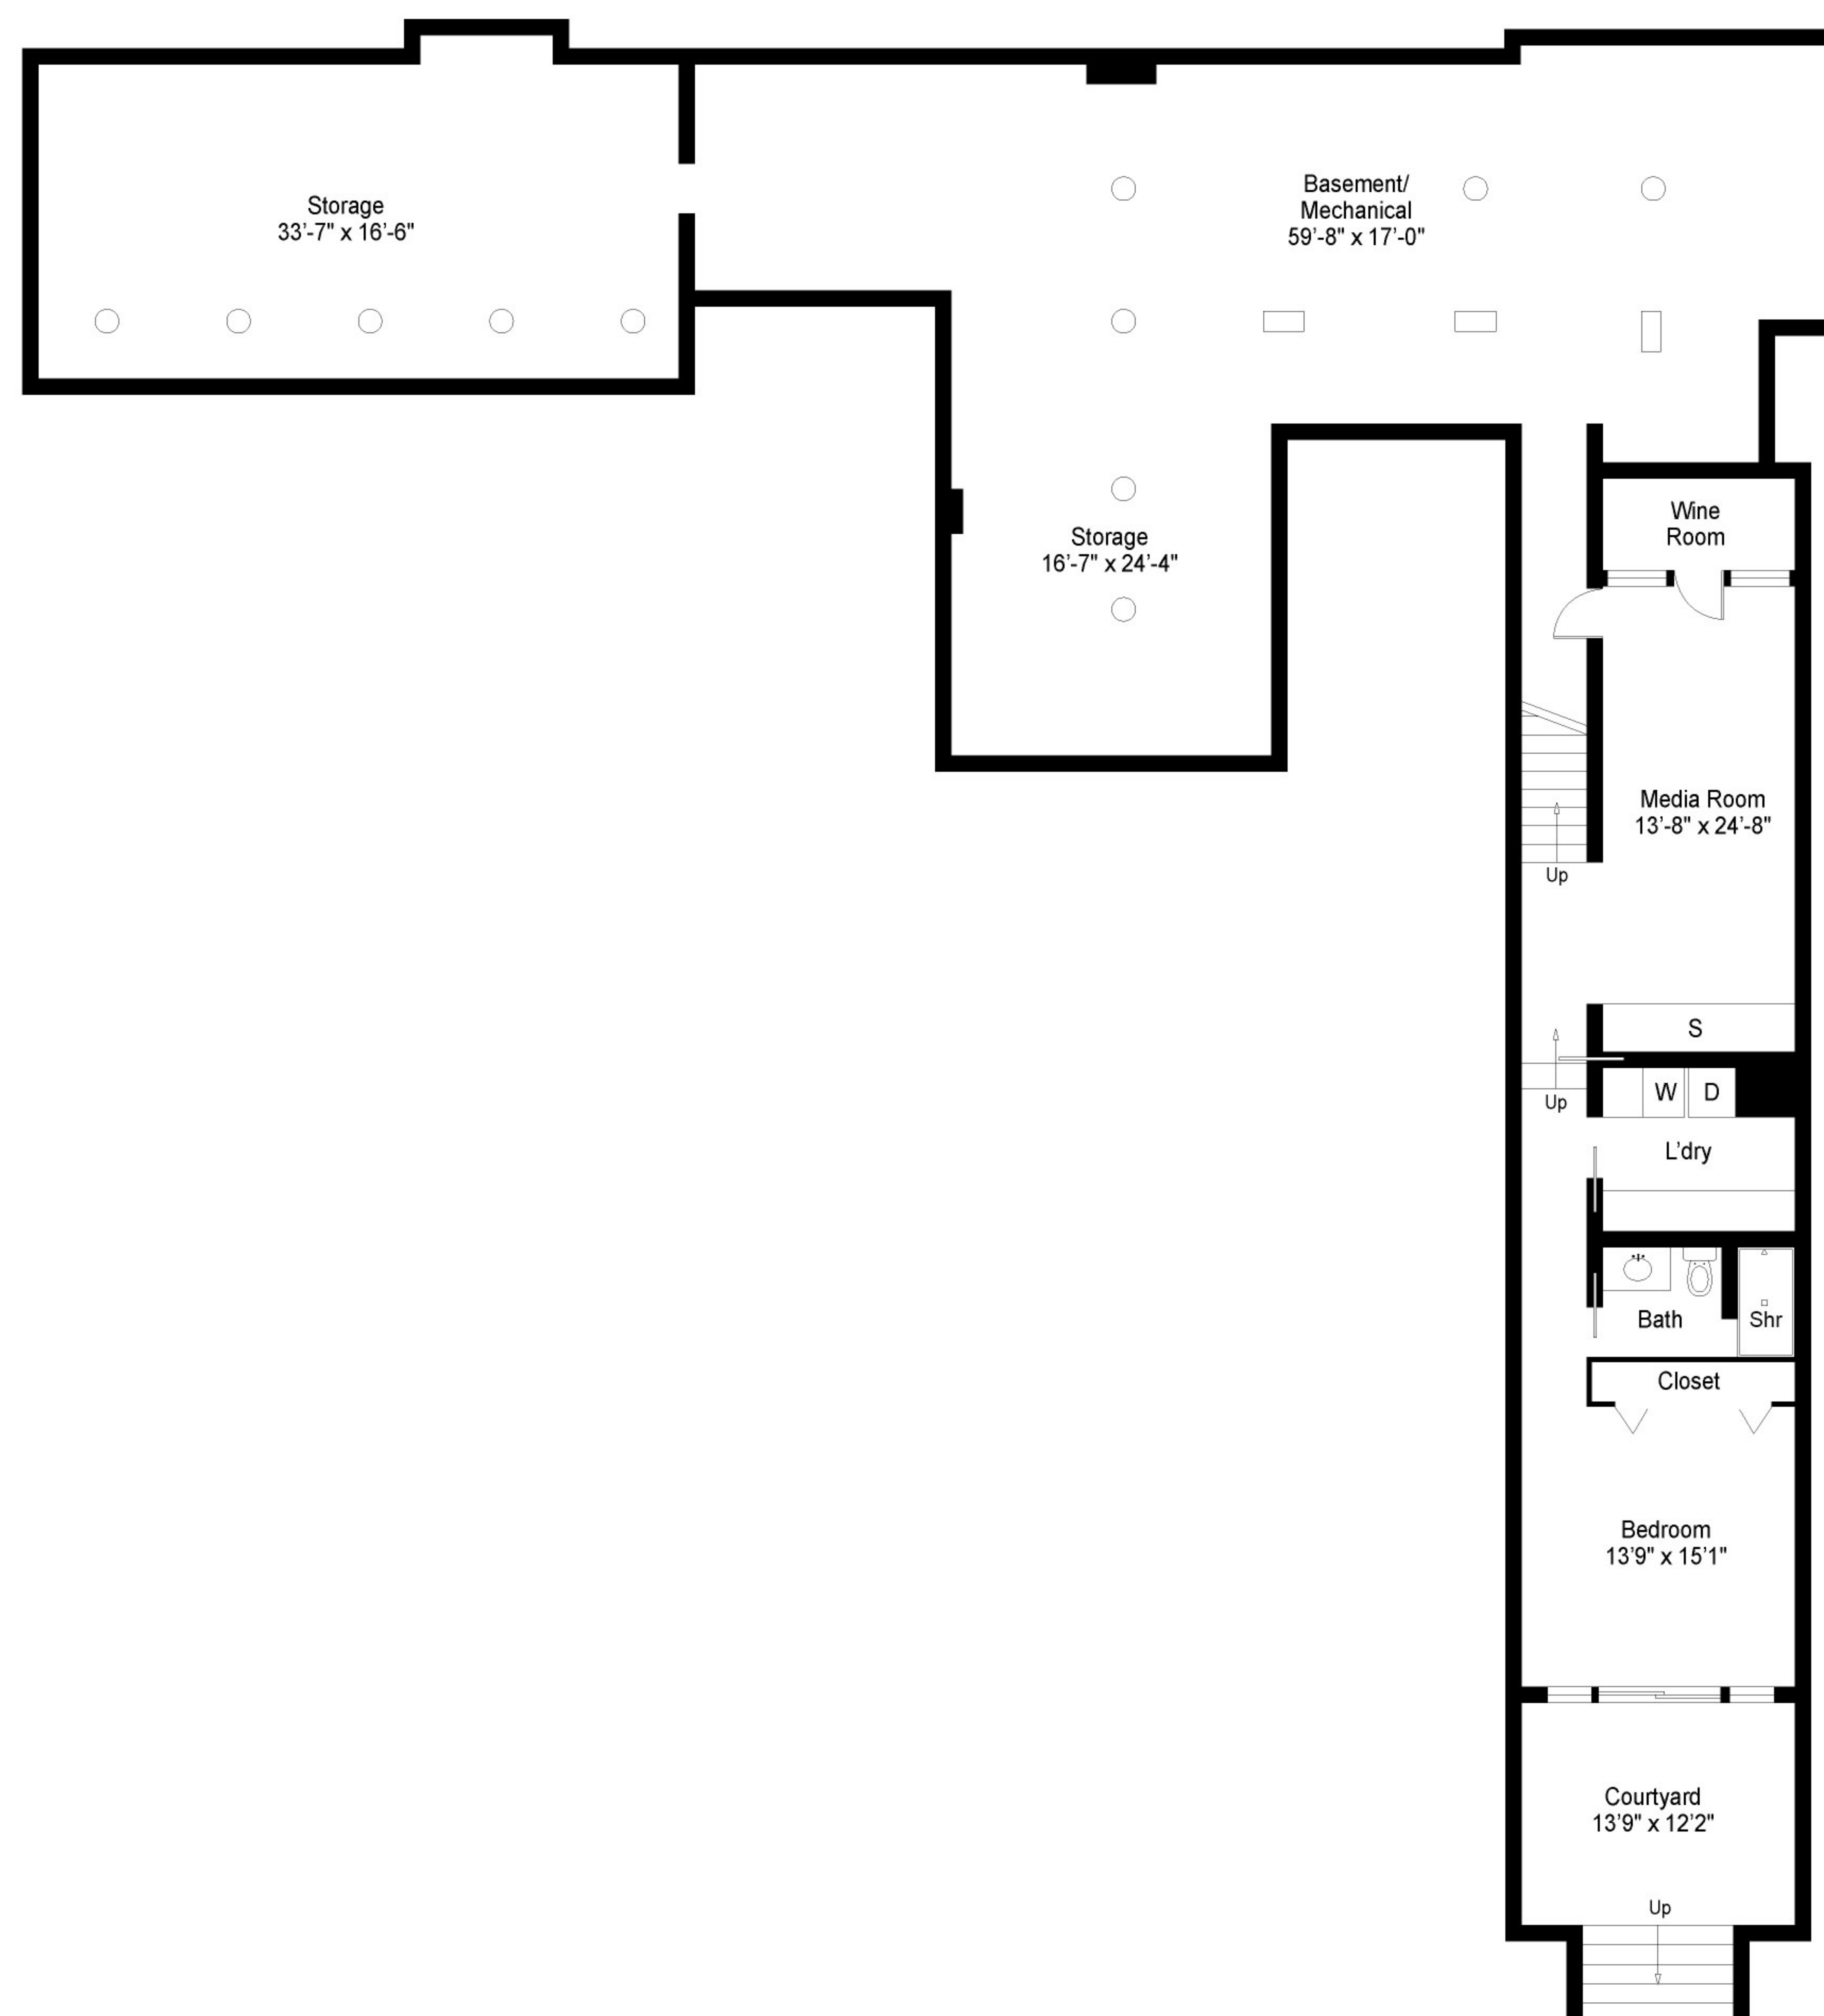 Storage
33’-7" x 16’-6"
Basement/
Mechanical
59’-8" x 17’-0"
Storage
16’-7" x 24’-4"
Wine
Room
Media Room
13’-8" x 24’-8"
Up
S
Up
W D
L’dry
Bath
Shr
Closet
Bedroom
13’9" x 15’1"
Courtyard
13’9" x 12’2"
Up